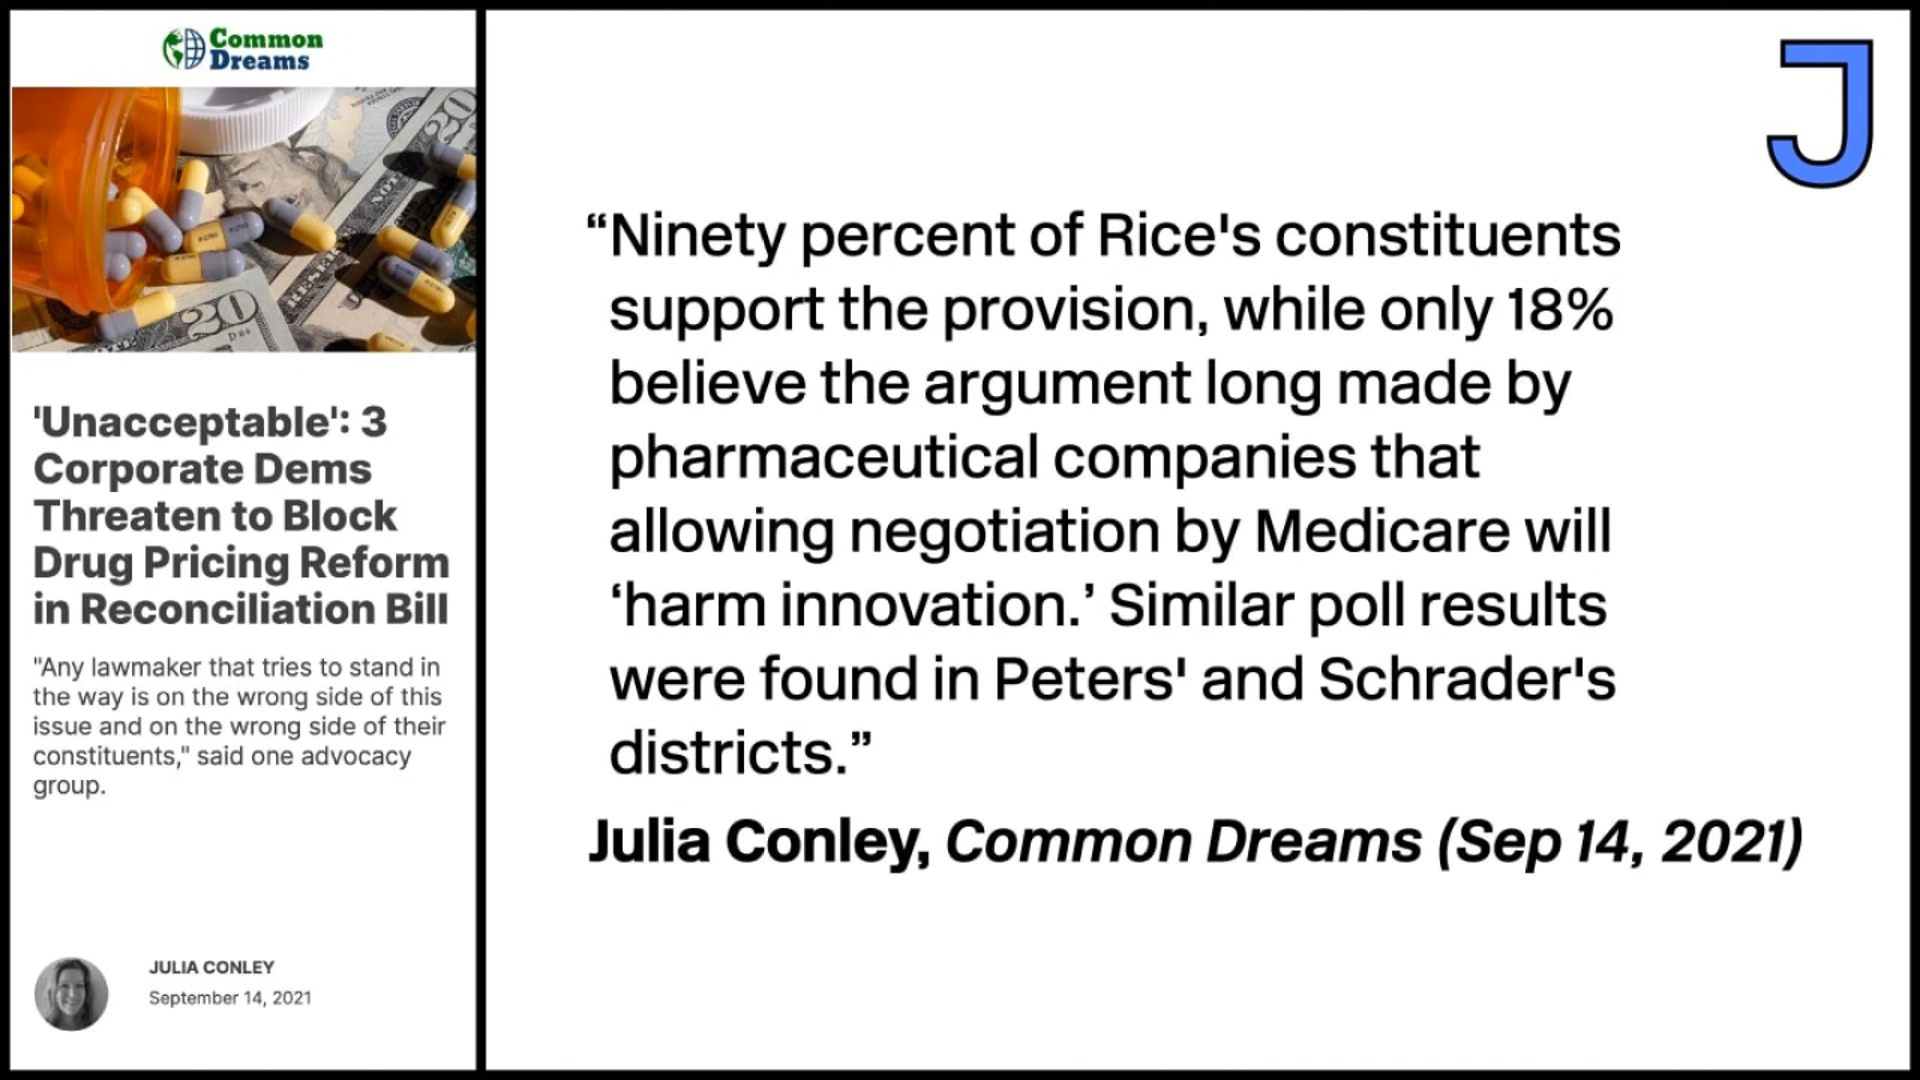 Common
Dreams
'Unacceptable': 3
Corporate Dems
Threaten to Block
Drug Pricing Reform
in Reconciliation Bill
"Any lawmaker that tries to stand in
the way is on the wrong side of this
issue and on the wrong side of their
constituents," said one advocacy
group.
JULIA CONLEY
September 14, 2021
J
“Ninety percent of Rice's constituents
support the provision, while only 18%
believe the argument long made by
pharmaceutical companies that
allowing negotiation by Medicare will
‘harm innovation.’ Similar poll results
were found in Peters' and Schrader's
districts.”
Julia Conley, Common Dreams (Sep 14, 2021)
20
20